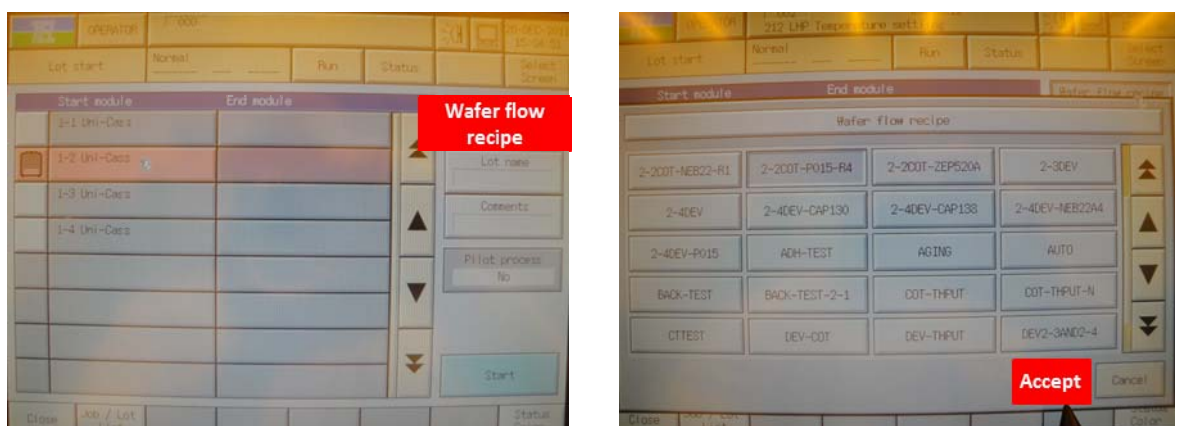 OPERATOR
Lot start
Normal
Run
Status
Select Screen
Start module
End module
1-1 Uni-Cass
1-2 Uni-Cass
1-3 Uni-Cass
1-4 Uni-Cass
Wafer flow
recipe
Lot name
Comments
Pilot process
No
Start
Close
Job / Lot
Status
212 LHP Temperature settings
Lot start
Normal
Run
Status
Start module
End module
Wafer flow recipe
Wafer flow recipe
2-2COT-NEB22-R1
2-2COT-P015-R4
2-2COT-ZEP520A
2-3DEV
2-4DEV
2-4DEV-CAP130
2-4DEV-CAP138
2-4DEV-NEB22A4
2-4DEV-P015
ADH-TEST
AGING
AUTO
BACK-TEST
BACK-TEST-2-1
COT-THPUT
COT-THPUT-N
CTTEST
DEV-COT
DEV-THPUT
DEV2-3AND2-4
Accept
Cancel
Close
Color